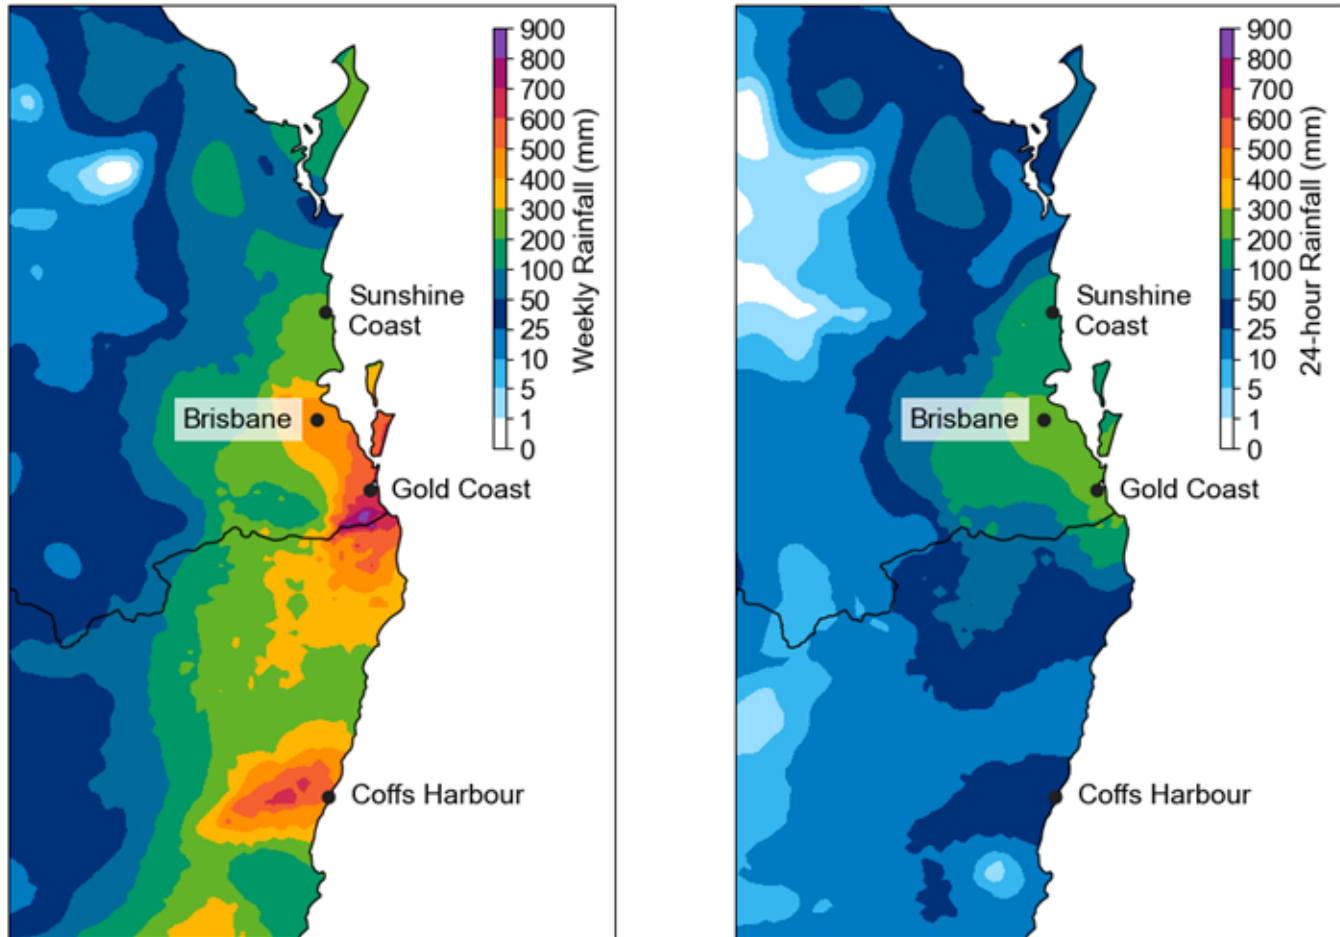 900
800
700
600
500
400
300
200
100
50
25
10
5
1
0
Weekly Rainfall (mm)
Sunshine
Coast
Brisbane
Gold Coast
Coffs Harbour
900
800
700
600
500
400
300
200
100
50
25
10
5
1
0
24-hour Rainfall (mm)
Sunshine
Coast
Brisbane
Gold Coast
Coffs Harbour